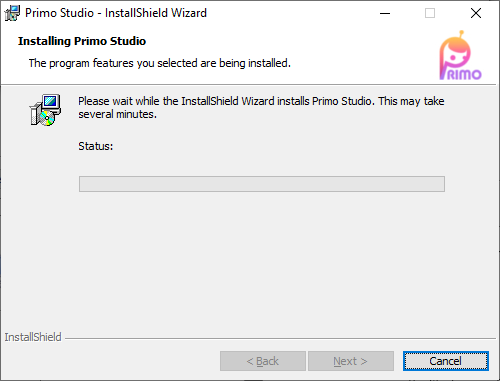 Primo Studio - InstallShield Wizard
Installing Primo Studio
The program features you selected are being installed.
PRIMO
Please wait while the InstallShield Wizard installs Primo Studio. This may take
several minutes.
Status:
InstallShield
< Back
Next >
Cancel